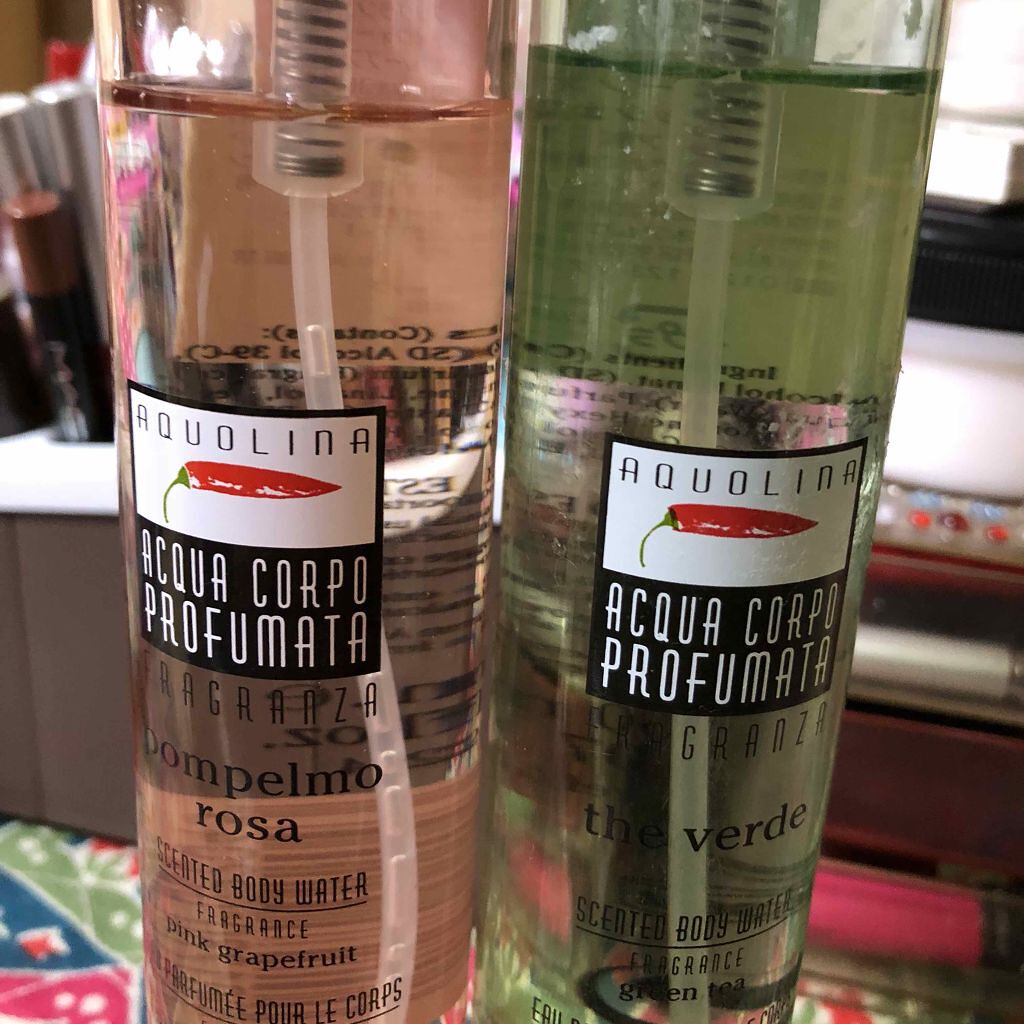 AQUOLINA
ACQUA CORPO
PROFUMATA
FRAGRANZA
pompelmo
rosa
SCENTED BODY WATER
FRAGRANCE
pink grapefruit
PARFUMÉE POUR LE CORPS
AQUOLINA
ACQUA CORPO
PROFUMATA
FRAGRANZA
the verde
SCENTED BODY WATER
FRAGRANCE
green tea
EAU